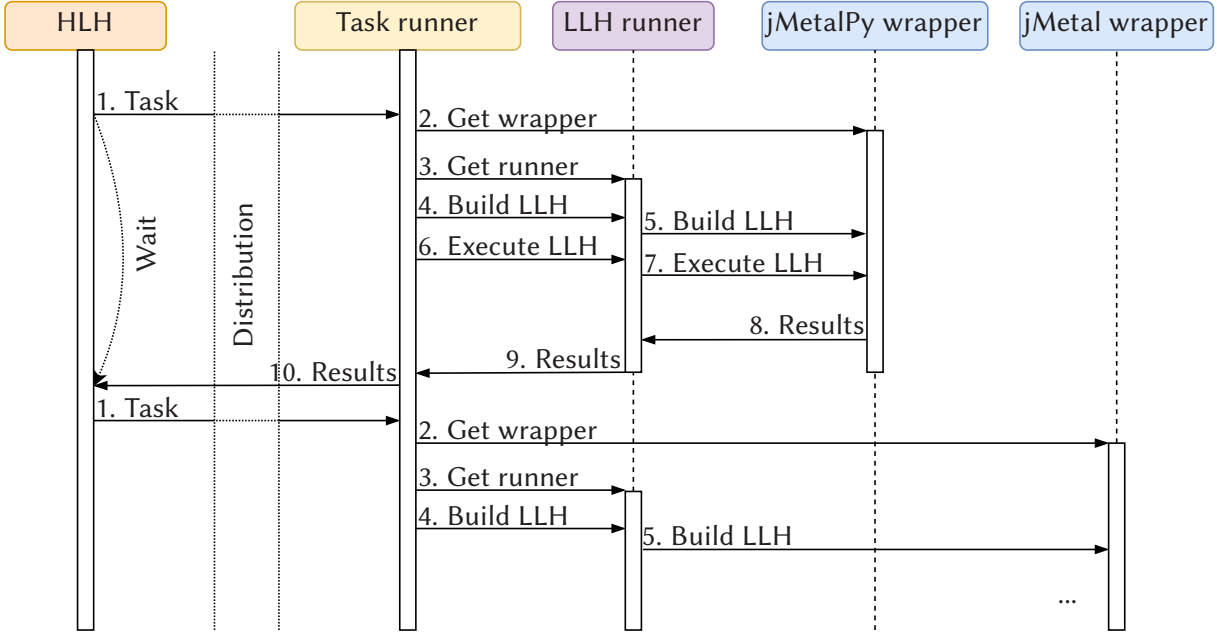 HLH
Task runner
LLH runner
jMetalPy wrapper
jMetal wrapper
1. Task
2. Get wrapper
3. Get runner
4. Build LLH
5. Build LLH
6. Execute LLH
7. Execute LLH
Wait
Distribution
8. Results
9. Results
10. Results
1. Task
2. Get wrapper
3. Get runner
4. Build LLH
5. Build LLH
...